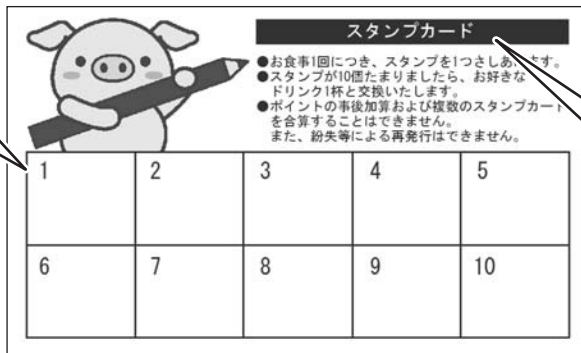 スタンプカード
●お食事1回につき、スタンプを1つさしあげます。
●スタンプが10個たまりましたら、お好きな
ドリンク1杯と交換いたします。
●ポイントの事後加算および複数のスタンプカード
を合算することはできません。
また、紛失等による再発行はできません。
1 2 3 4 5
6 7 8 9 10